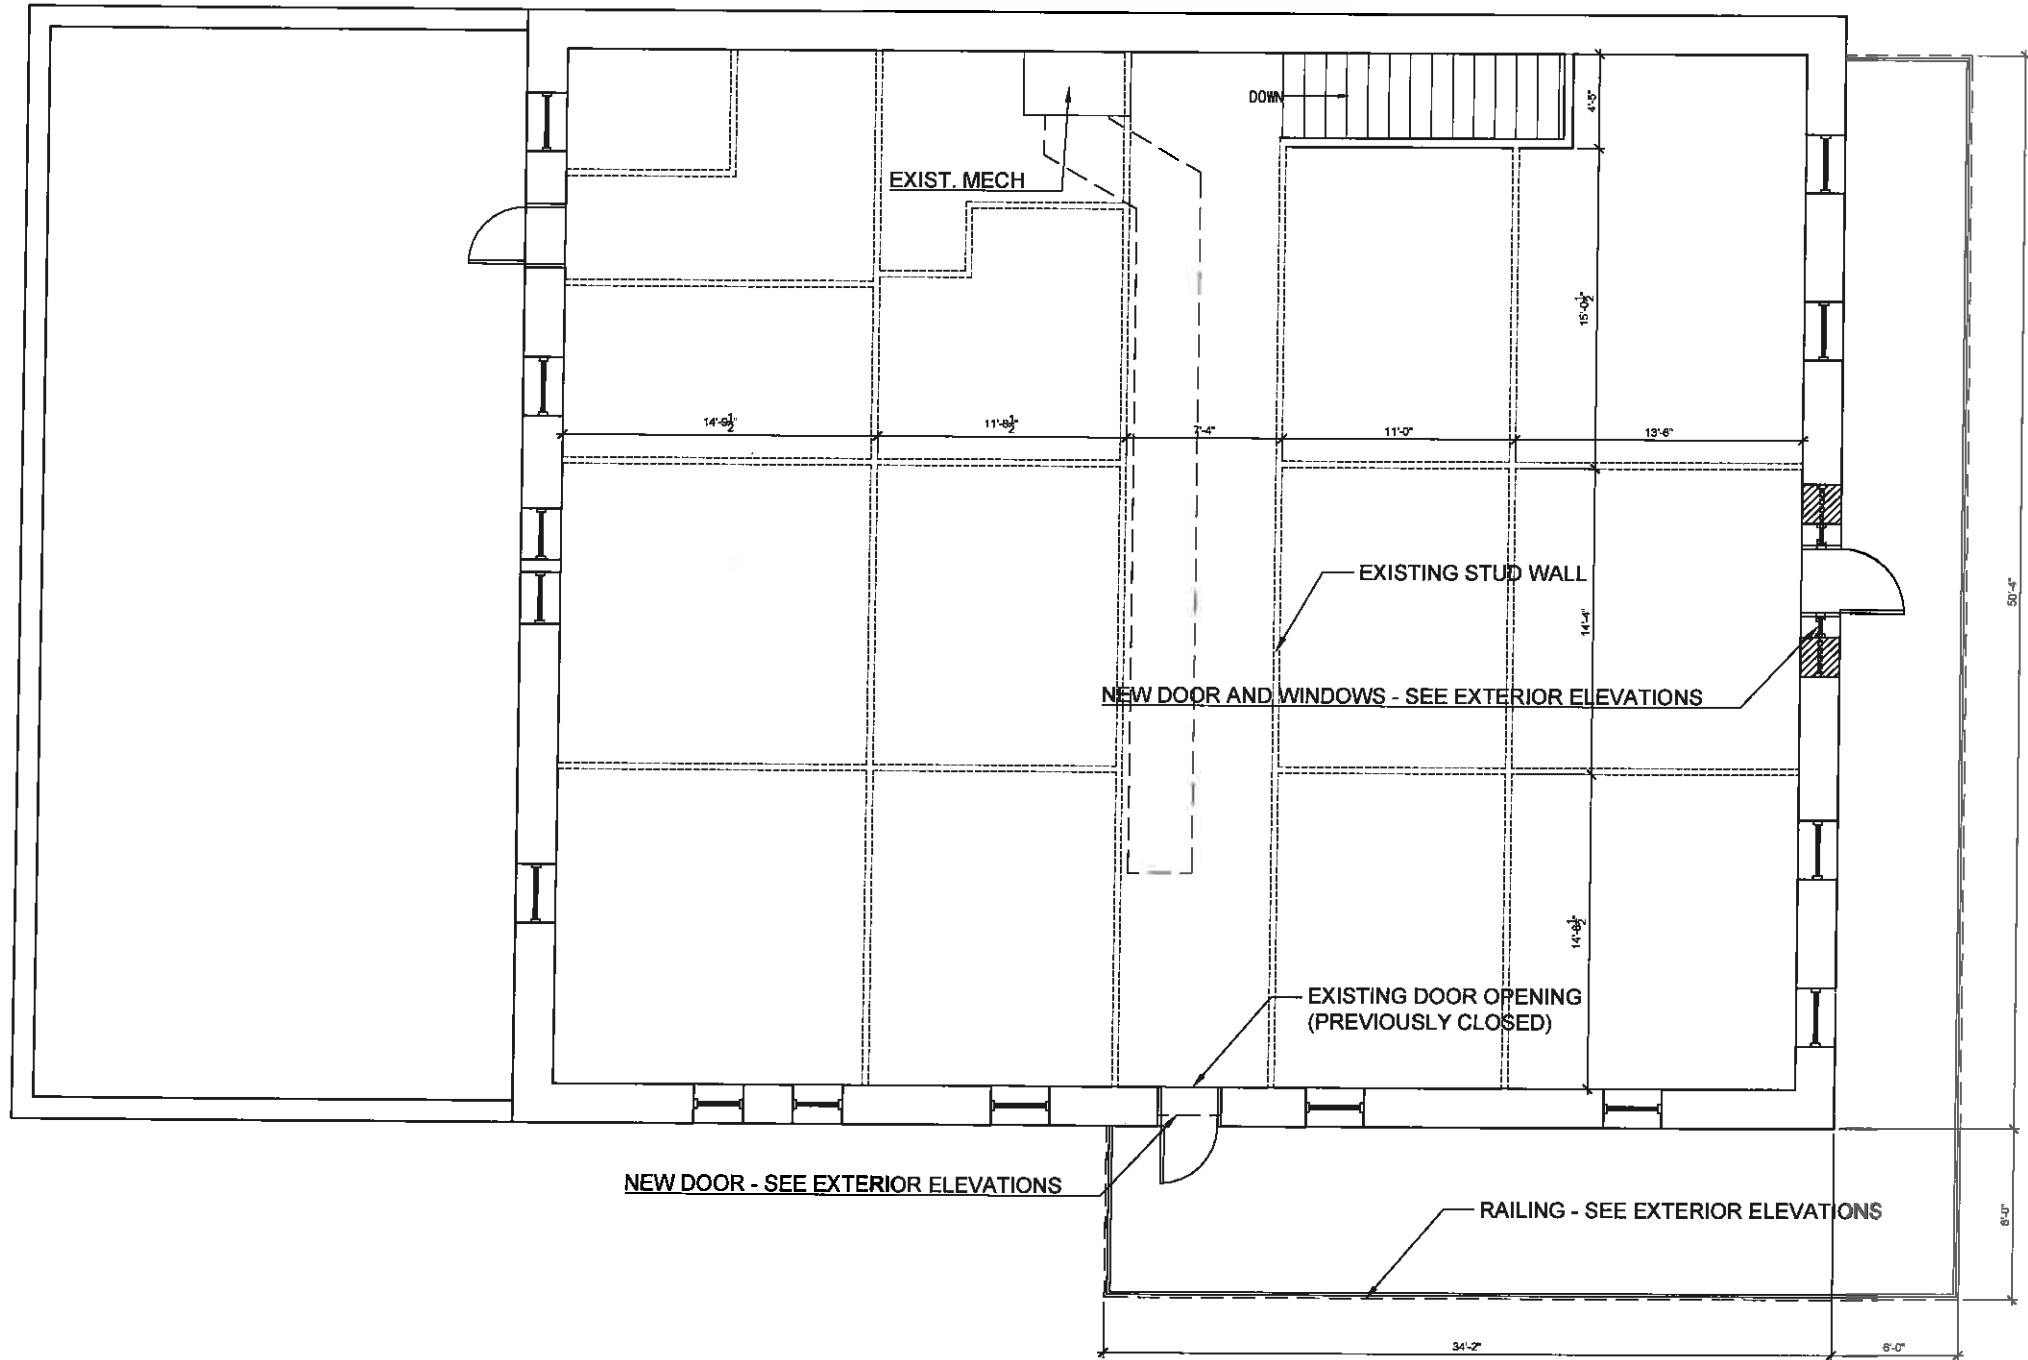 DOWN
4'-5"
EXIST. MECH
15'-0½"
14'-9½"
11'-8½"
7'-4"
11'-0"
13'-6"
EXISTING STUD WALL
14'-4"
50'-4"
NEW DOOR AND WINDOWS - SEE EXTERIOR ELEVATIONS
14'-8½"
EXISTING DOOR OPENING
(PREVIOUSLY CLOSED)
NEW DOOR - SEE EXTERIOR ELEVATIONS
RAILING - SEE EXTERIOR ELEVATIONS
8'-0"
34'-2"
6'-0"